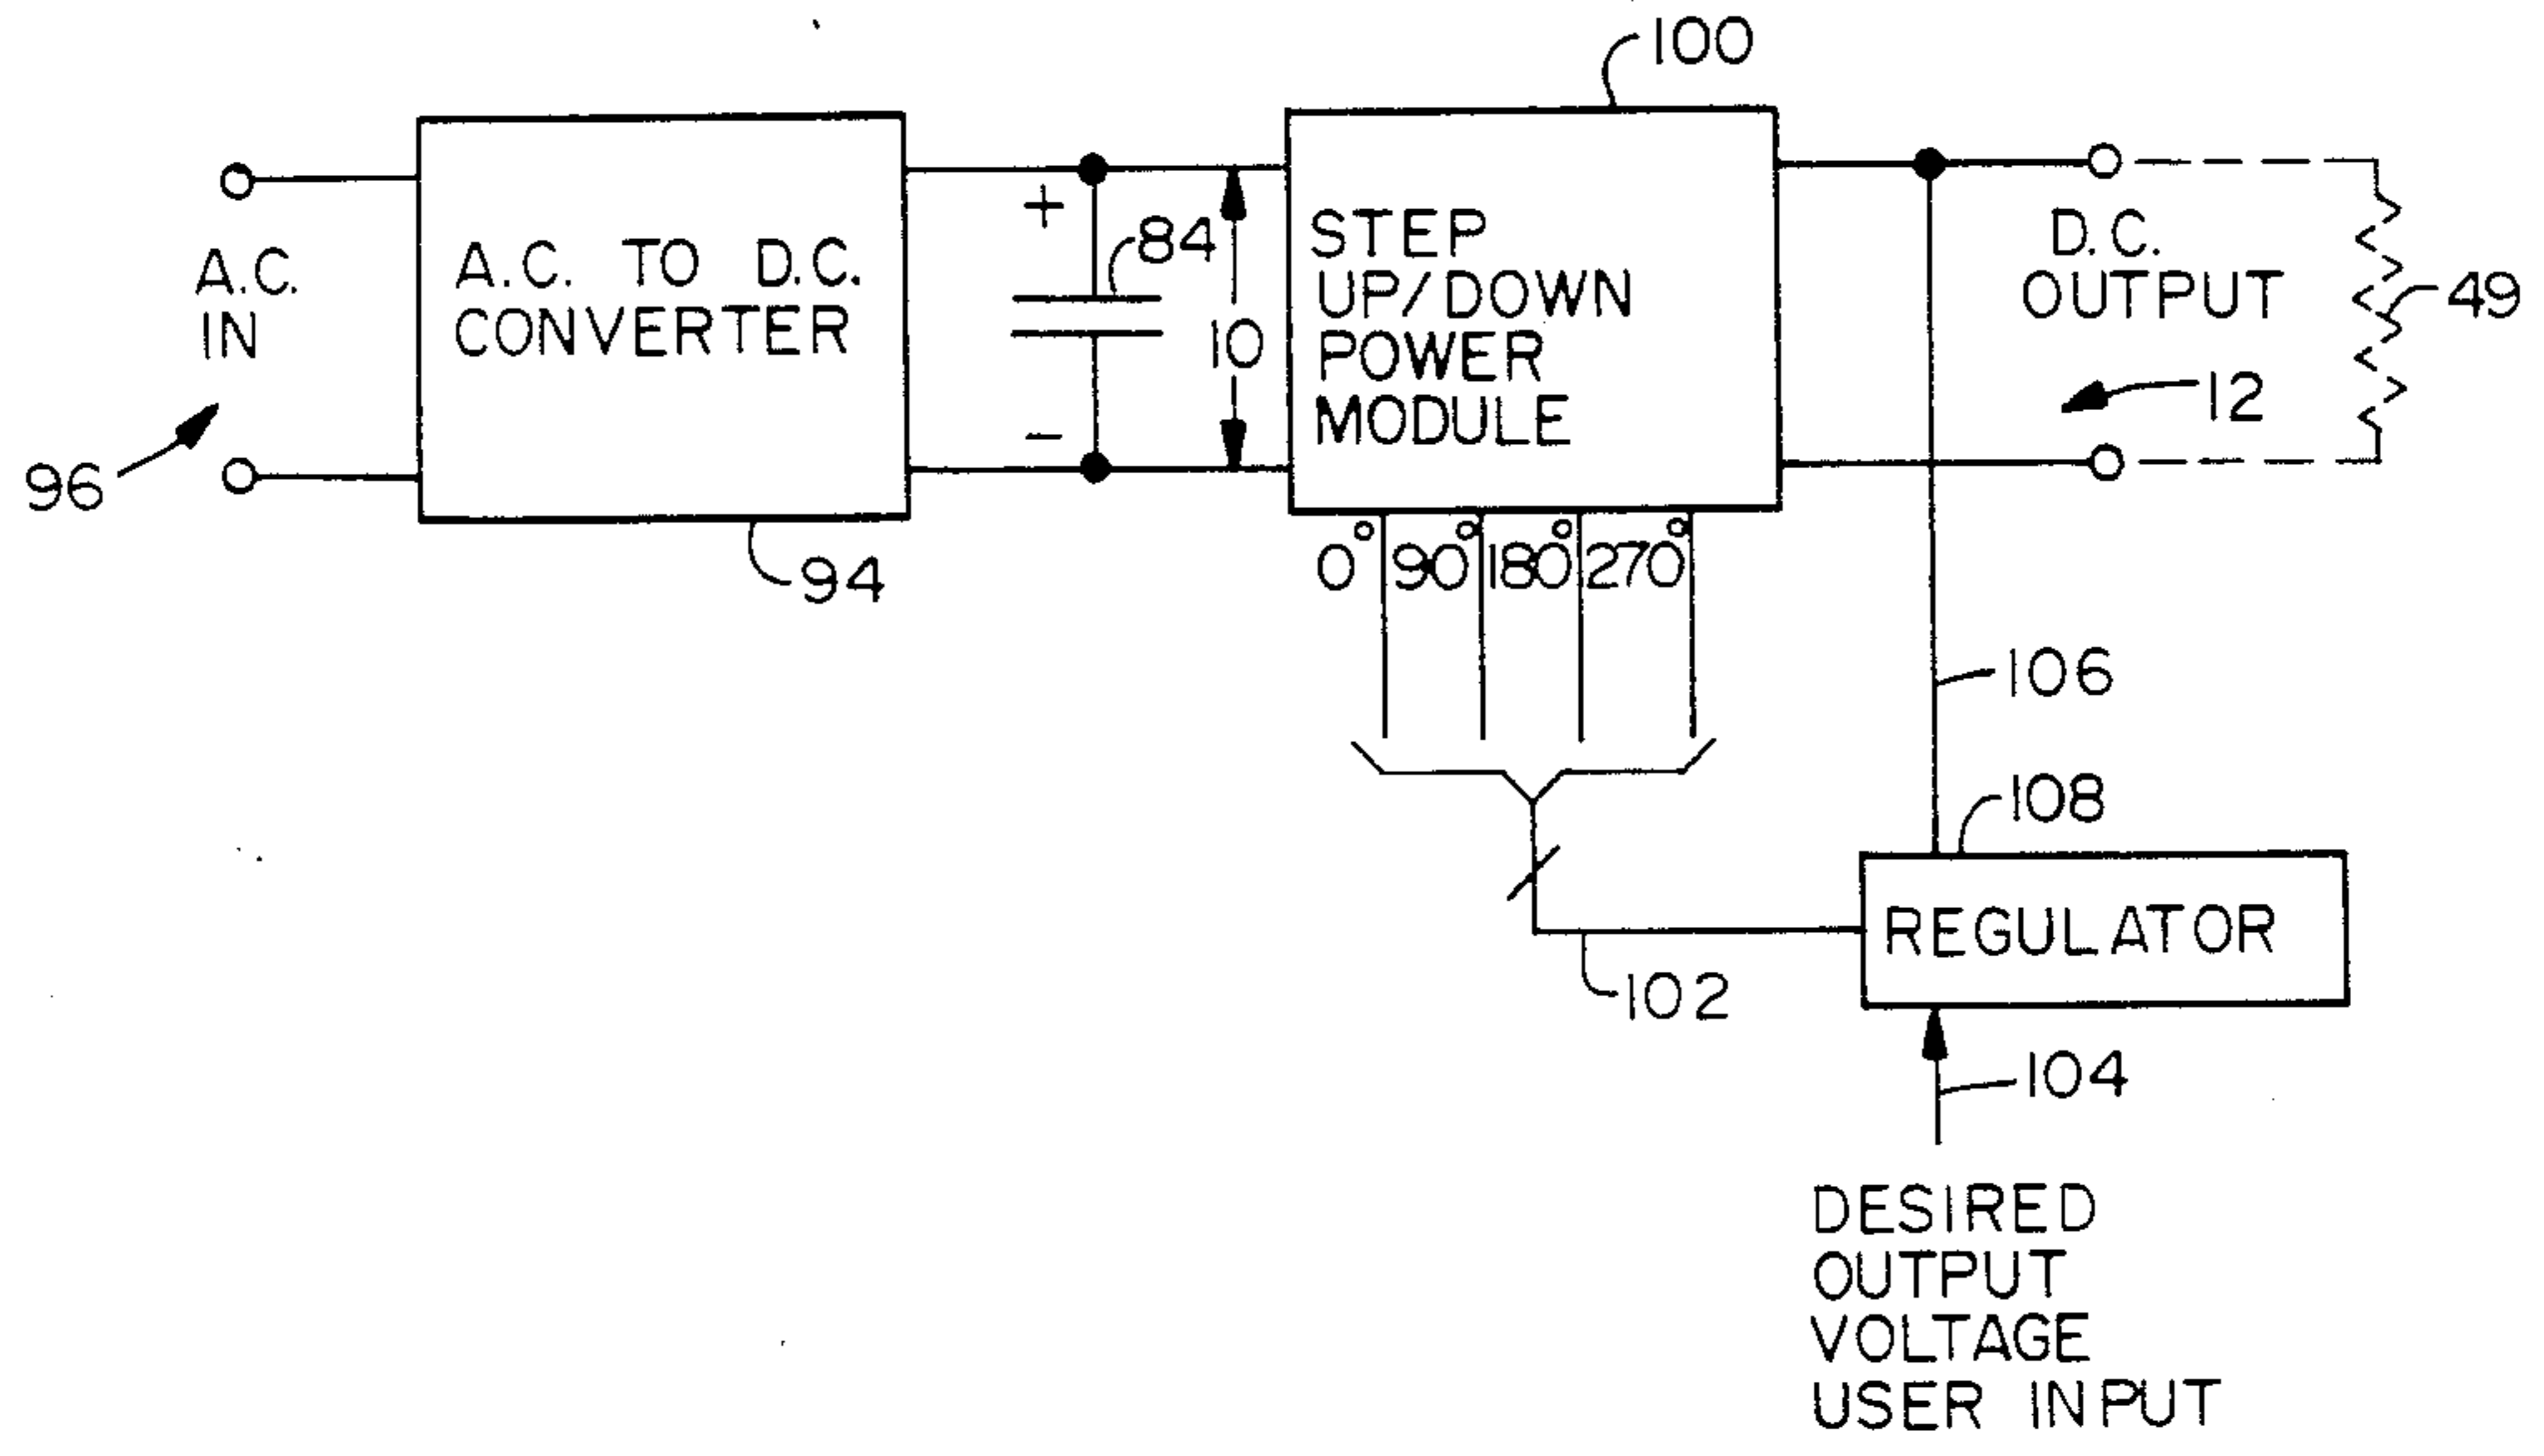 100
A.C.
IN
96
A.C. TO D.C.
CONVERTER
94
+
84
10
-
STEP
UP/DOWN
POWER
MODULE
D.C.
OUTPUT
49
12
0° 90° 180° 270°
106
108
REGULATOR
102
104
DESIRED
OUTPUT
VOLTAGE
USER INPUT